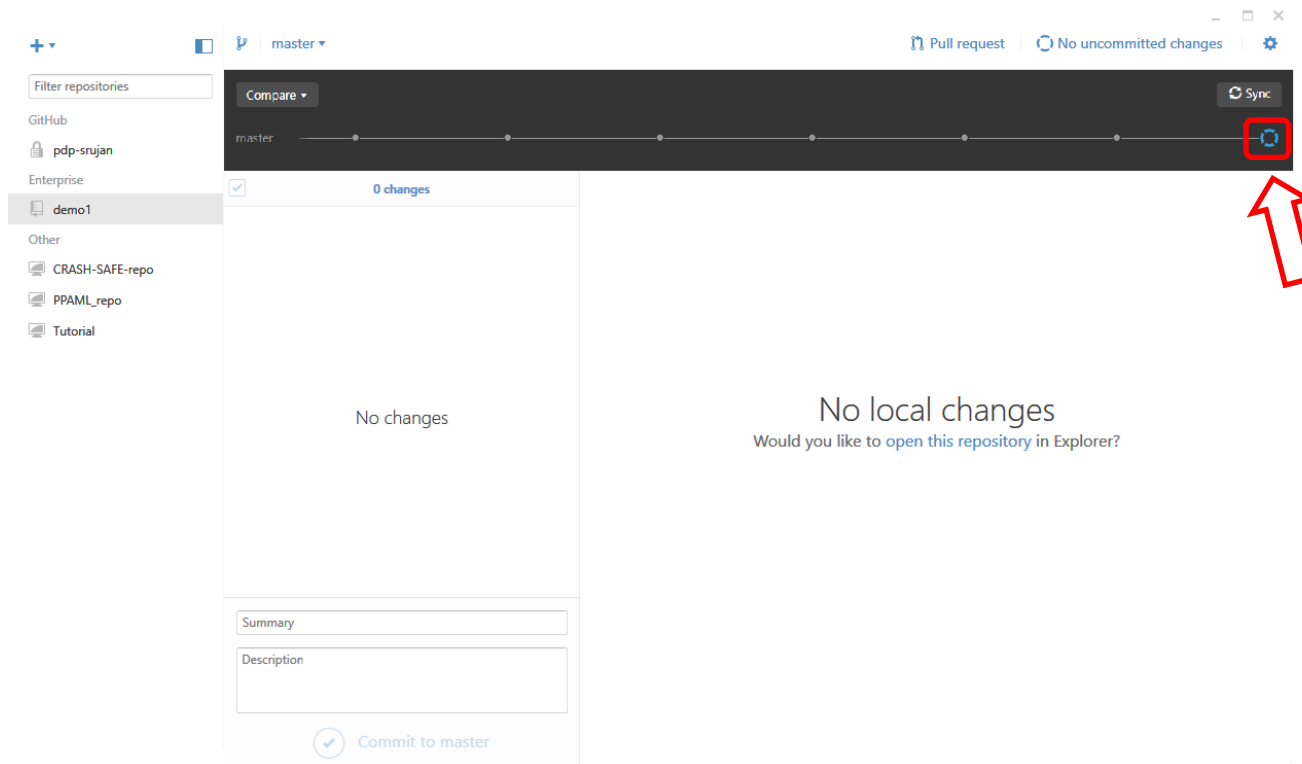 master
Pull request
No uncommitted changes
Filter repositories
GitHub
pdp-srujan
Enterprise
demo1
Other
CRASH-SAFE-repo
PPAML_repo
Tutorial
Compare
Sync
master
0 changes
No changes
Summary
Description
Commit to master
No local changes
Would you like to open this repository in Explorer?